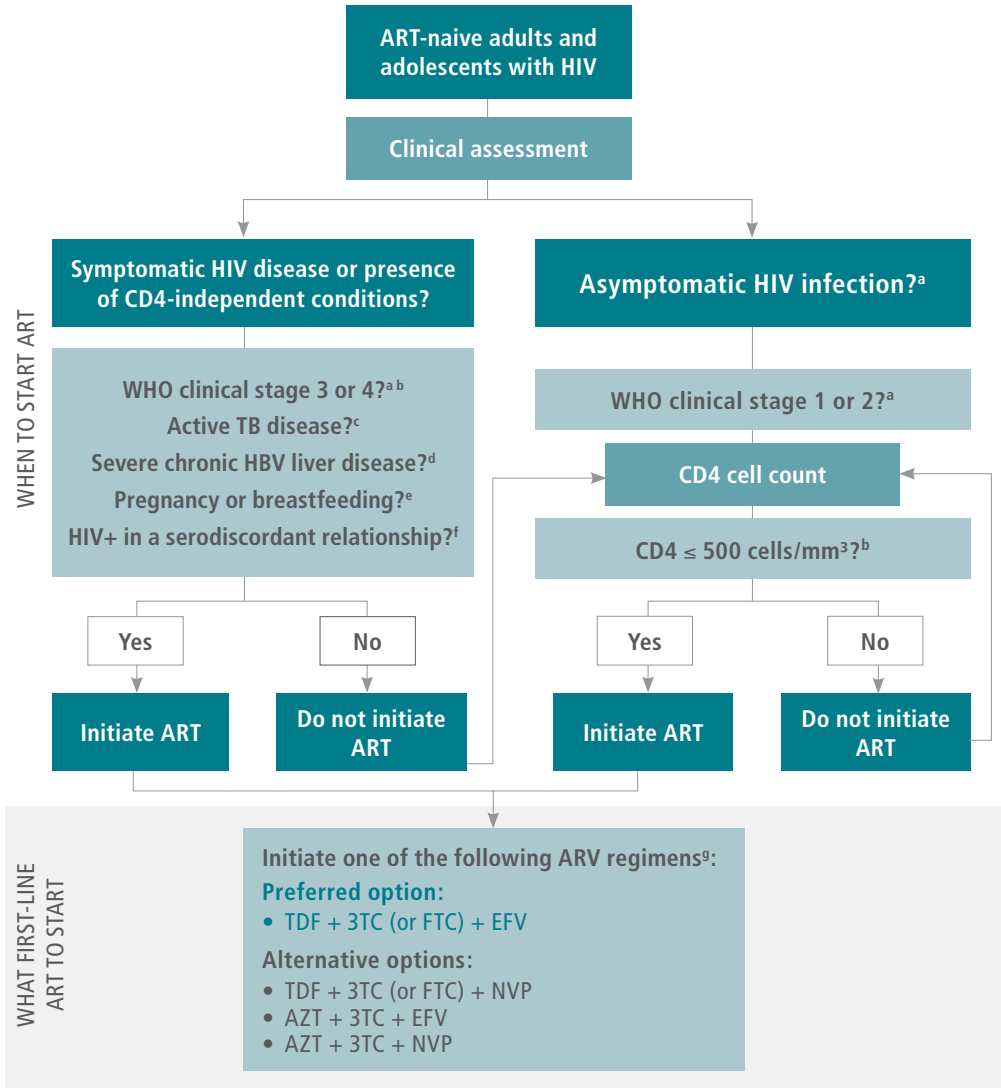 ART-naive adults and
adolescents with HIV
Clinical assessment
WHEN TO START ART
Symptomatic HIV disease or presence
of CD4-independent conditions?
WHO clinical stage 3 or 4?ᵃ ᵇ
Active TB disease?ᶜ
Severe chronic HBV liver disease?ᵈ
Pregnancy or breastfeeding?ᵉ
HIV+ in a serodiscordant relationship?ᶠ
Yes
No
Initiate ART
Do not initiate
ART
Asymptomatic HIV infection?ᵃ
WHO clinical stage 1 or 2?ᵃ
CD4 cell count
CD4 ≤ 500 cells/mm³?ᵇ
Yes
No
Initiate ART
Do not initiate
ART
WHAT FIRST-LINE
ART TO START
Initiate one of the following ARV regimensᵍ:
Preferred option:
• TDF + 3TC (or FTC) + EFV
Alternative options:
• TDF + 3TC (or FTC) + NVP
• AZT + 3TC + EFV
• AZT + 3TC + NVP